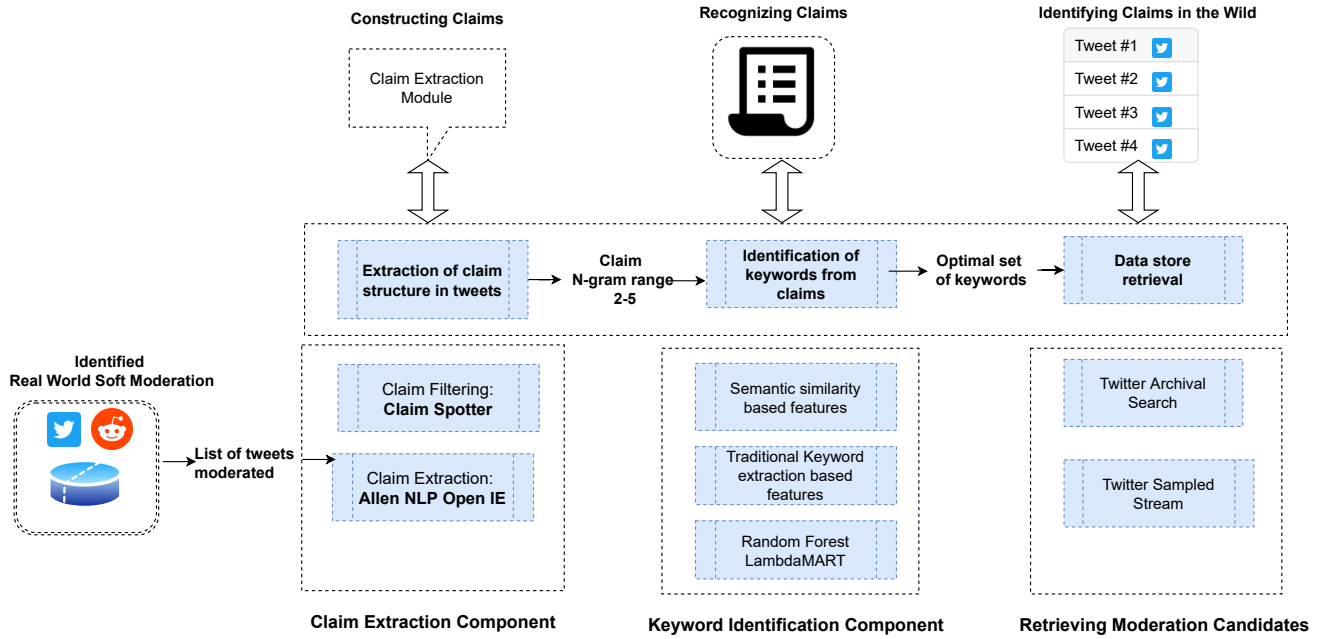 Constructing Claims
Recognizing Claims
Identifying Claims in the Wild
Claim Extraction
Module
Tweet #1
Tweet #2
Tweet #3
Tweet #4
Extraction of claim
structure in tweets
Claim
N-gram range
2-5
Identification of
keywords from
claims
Optimal set
of keywords
Data store
retrieval
Identified
Real World Soft Moderation
List of tweets
moderated
Claim Filtering:
Claim Spotter
Claim Extraction:
Allen NLP Open IE
Semantic similarity
based features
Traditional Keyword
extraction based
features
Random Forest
LambdaMART
Twitter Archival
Search
Twitter Sampled
Stream
Claim Extraction Component
Keyword Identification Component
Retrieving Moderation Candidates